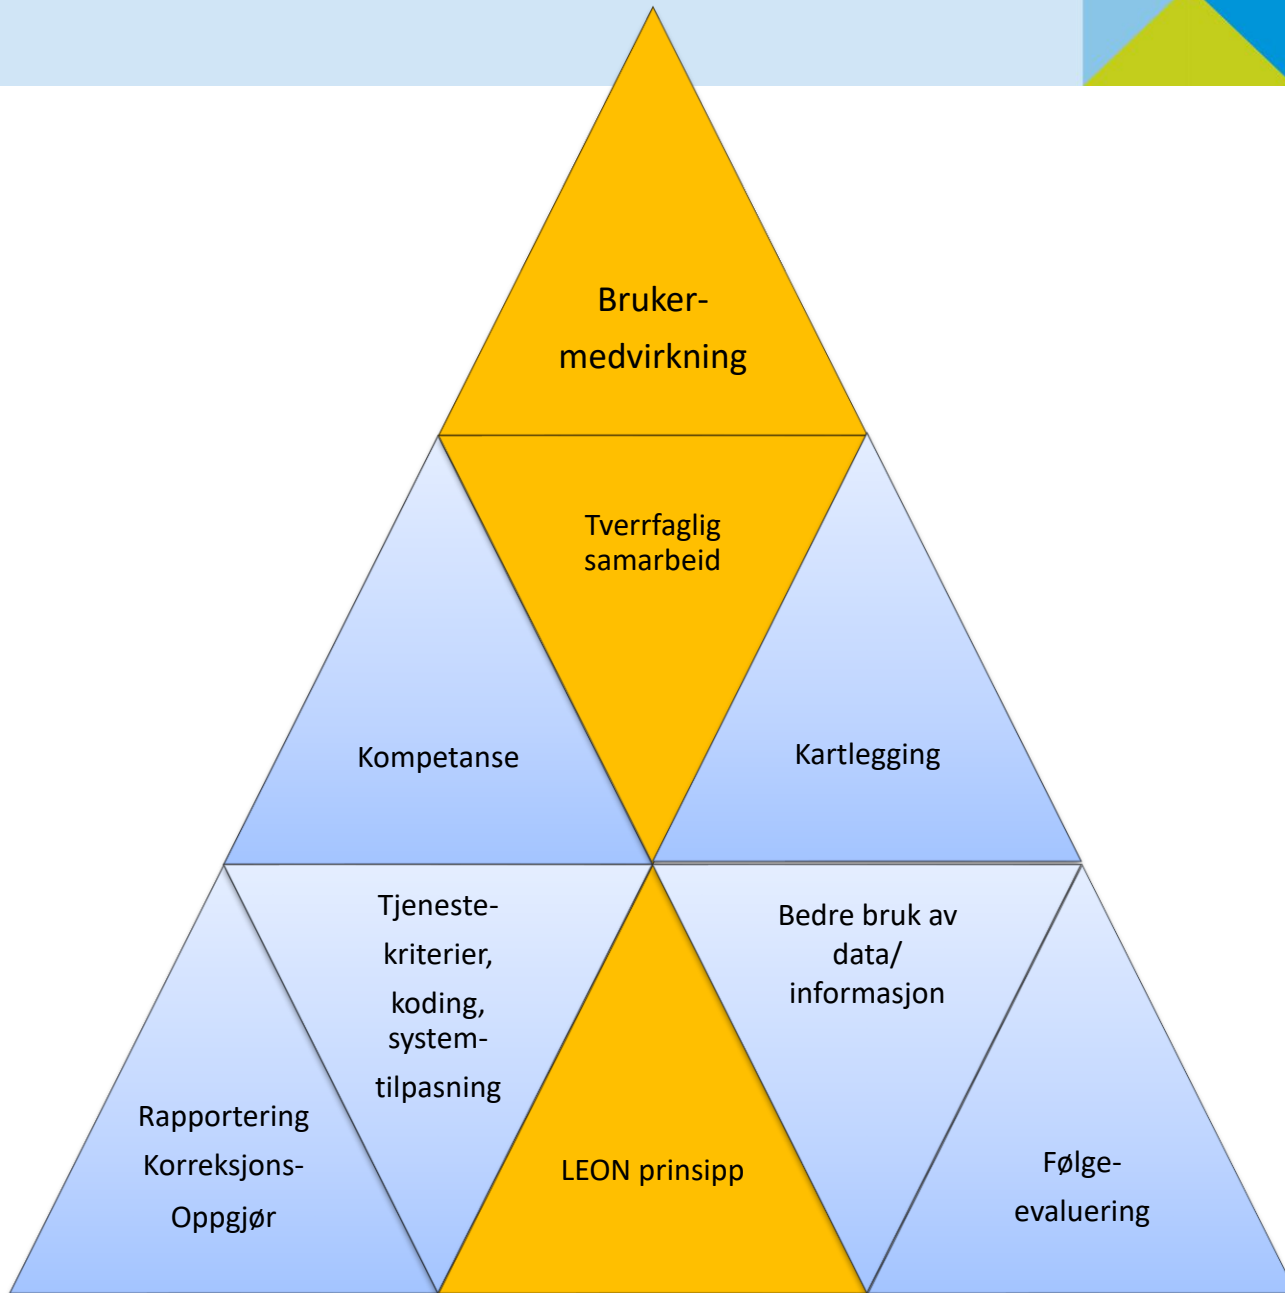 Bruker-
medvirkning
Tverrfaglig
samarbeid
Kompetanse
Kartlegging
Rapportering
Korreksjons-
Oppgjør
Tjeneste-
kriterier,
koding,
system-
tilpasning
LEON prinsipp
Bedre bruk av
data/
informasjon
Følge-
evaluering